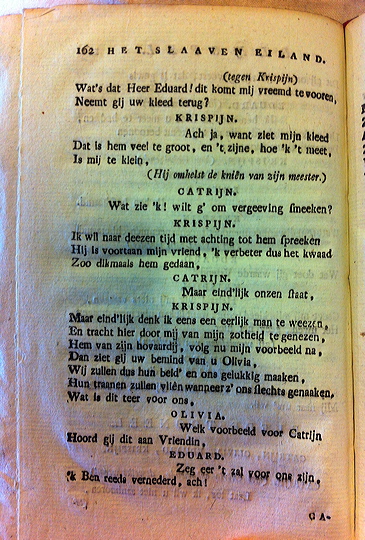 162 HET SLAAVEN EILAND.
(tegen Krispijn)
Wat's dat Heer Eduard! dit komt mij vreemd te vooren,
Neemt gij uw kleed terug?
KRISPIJN.
Ach ja, want ziet mijn kleed
Dat is hem veel te groot, en 't zijne, hoe 'k 't meet,
Is mij te klein,
(Hij omhelst de kniën van zijn meester.)
CATRIJN.
Wat zie 'k! wilt g' om vergeeving smeeken?
KRISPIJN.
Ik wil naar deezen tijd met achting tot hem spreeken
Hij is voortaan mijn vriend, 'k verbeter dus het kwaad
Zoo dikmaals hem gedaan,
CATRIJN.
Maar eind'lijk onzen staat,
KRISPIJN.
Maar eind'lijk denk ik eens een eerlijk man te weezen,
En tracht hier door mij van mijn zotheid te geneezen,
Hem van zijn hovaardij, volg nu mijn voorbeeld na,
Dan ziet gij uw bemind van u Olivia,
Wij zullen dus hun beld' en ons gelukkig maaken,
Hun traanen zullen vliên wanneer z' ons slechts genaaken,
Wat is dit teer voor ons,
OLIVIA.
Welk voorbeeld voor Catrijn
Hoord gij dit aan Vriendin,
EDUARD.
Zeg eer 't zal voor ons zijn,
'k Ben reeds vernederd, ach!
CA-